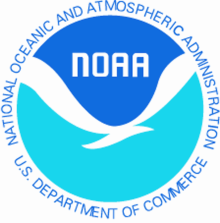 NATIONAL OCEANIC AND ATMOSPHERIC ADMINISTRATION
NOAA
U.S. DEPARTMENT OF COMMERCE